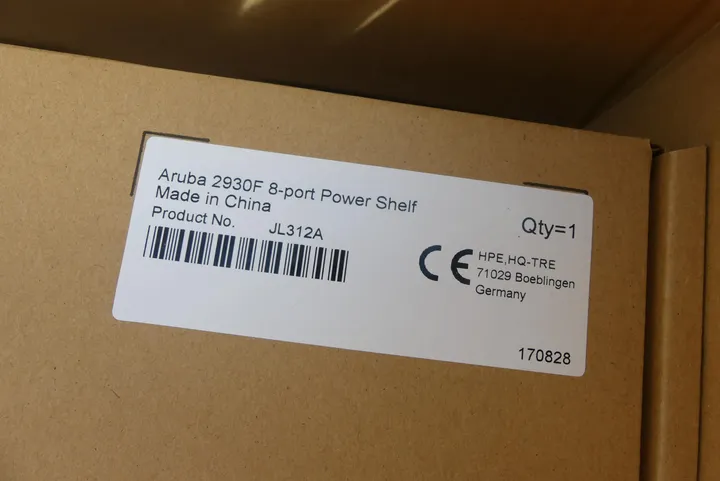 Aruba 2930F 8-port Power Shelf
Made in China
Product No. JL312A
Qty=1
CE
HPE,HQ-TRE
71029 Boeblingen
Germany
170828